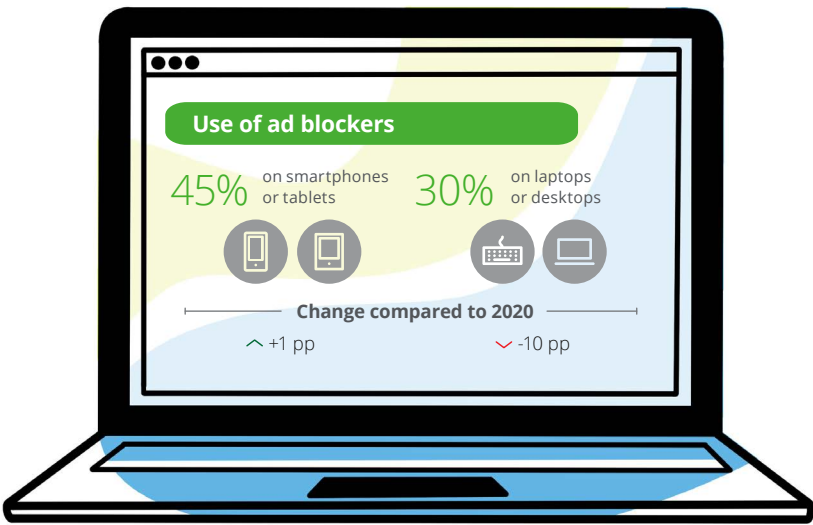 Use of ad blockers
45%
on smartphones
or tablets
30%
on laptops
or desktops
Change compared to 2020
+1 pp
-10 pp